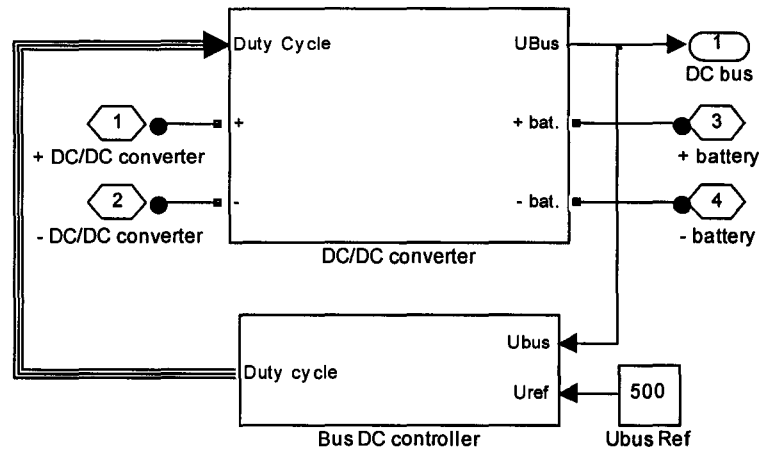 Duty Cycle
UBus
1
DC bus
1
+
+ bat.
3
+ DC/DC converter
+ battery
2
-
- bat.
4
- DC/DC converter
- battery
DC/DC converter
Ubus
Duty cycle
Uref
500
Bus DC controller
Ubus Ref